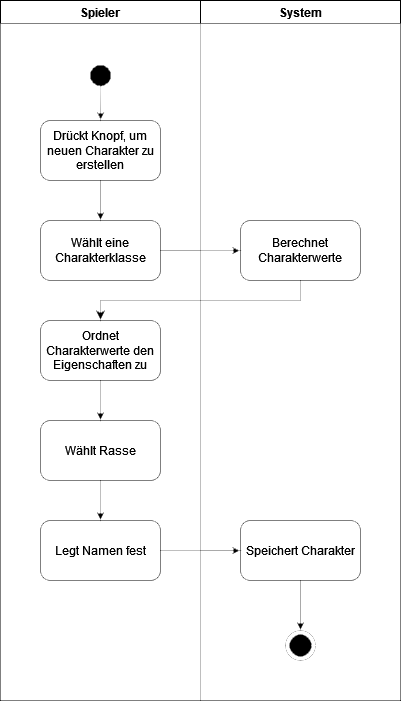 Spieler
System
Drückt Knopf, um
neuen Charakter zu
erstellen
Wählt eine
Charakterklasse
Berechnet
Charakterwerte
Ordnet
Charakterwerte den
Eigenschaften zu
Wählt Rasse
Legt Namen fest
Speichert Charakter